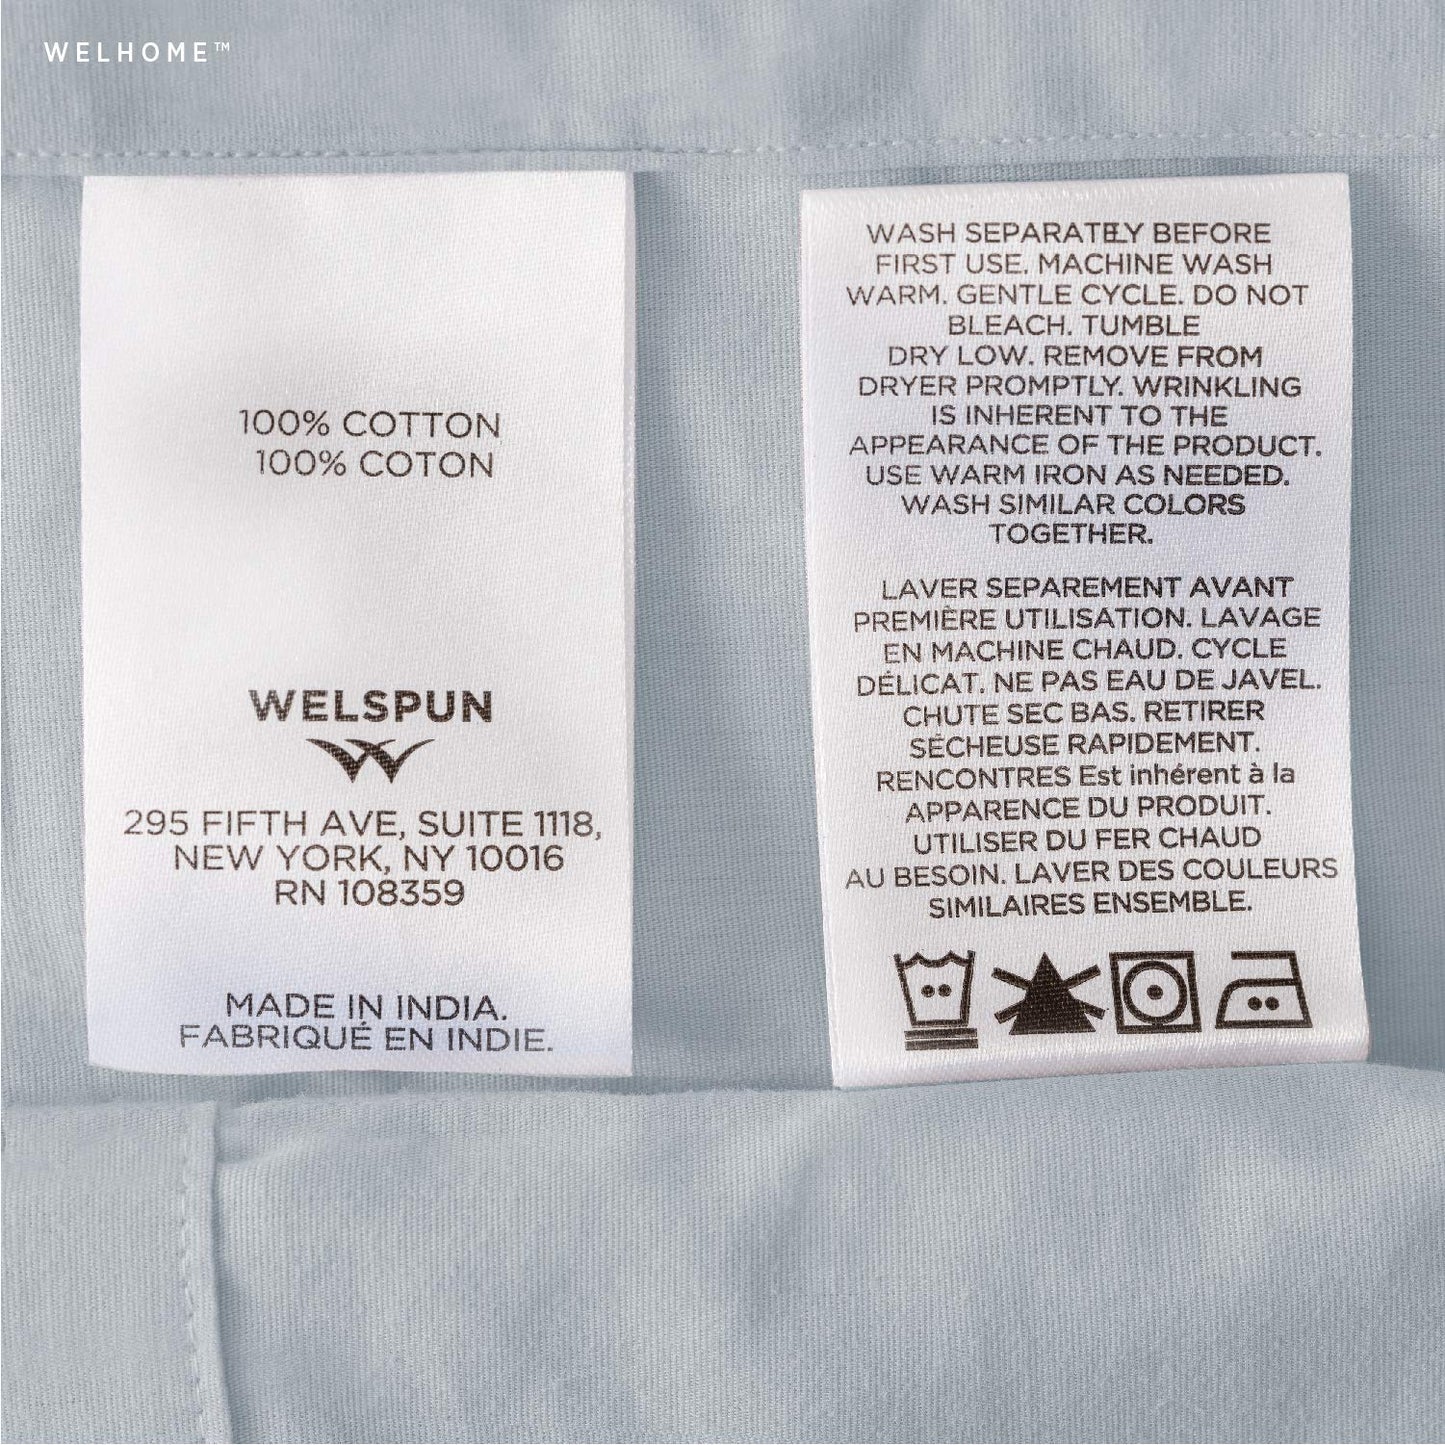 WELHOME™
100% COTTON
100% COTON
WELSPUN
295 FIFTH AVE, SUITE 1118,
NEW YORK, NY 10016
RN 108359
MADE IN INDIA.
FABRIQUÉ EN INDIE.
WASH SEPARATELY BEFORE
FIRST USE. MACHINE WASH
WARM. GENTLE CYCLE. DO NOT
BLEACH. TUMBLE
DRY LOW. REMOVE FROM
DRYER PROMPTLY. WRINKLING
IS INHERENT TO THE
APPEARANCE OF THE PRODUCT.
USE WARM IRON AS NEEDED.
WASH SIMILAR COLORS
TOGETHER.
LAVER SEPAREMENT AVANT
PREMIÈRE UTILISATION. LAVAGE
EN MACHINE CHAUD. CYCLE
DÉLICAT. NE PAS EAU DE JAVEL.
CHUTE SEC BAS. RETIRER
SÉCHEUSE RAPIDEMENT.
RENCONTRES Est inhérent à la
APPARENCE DU PRODUIT.
UTILISER DU FER CHAUD
AU BESOIN. LAVER DES COULEURS
SIMILAIRES ENSEMBLE.